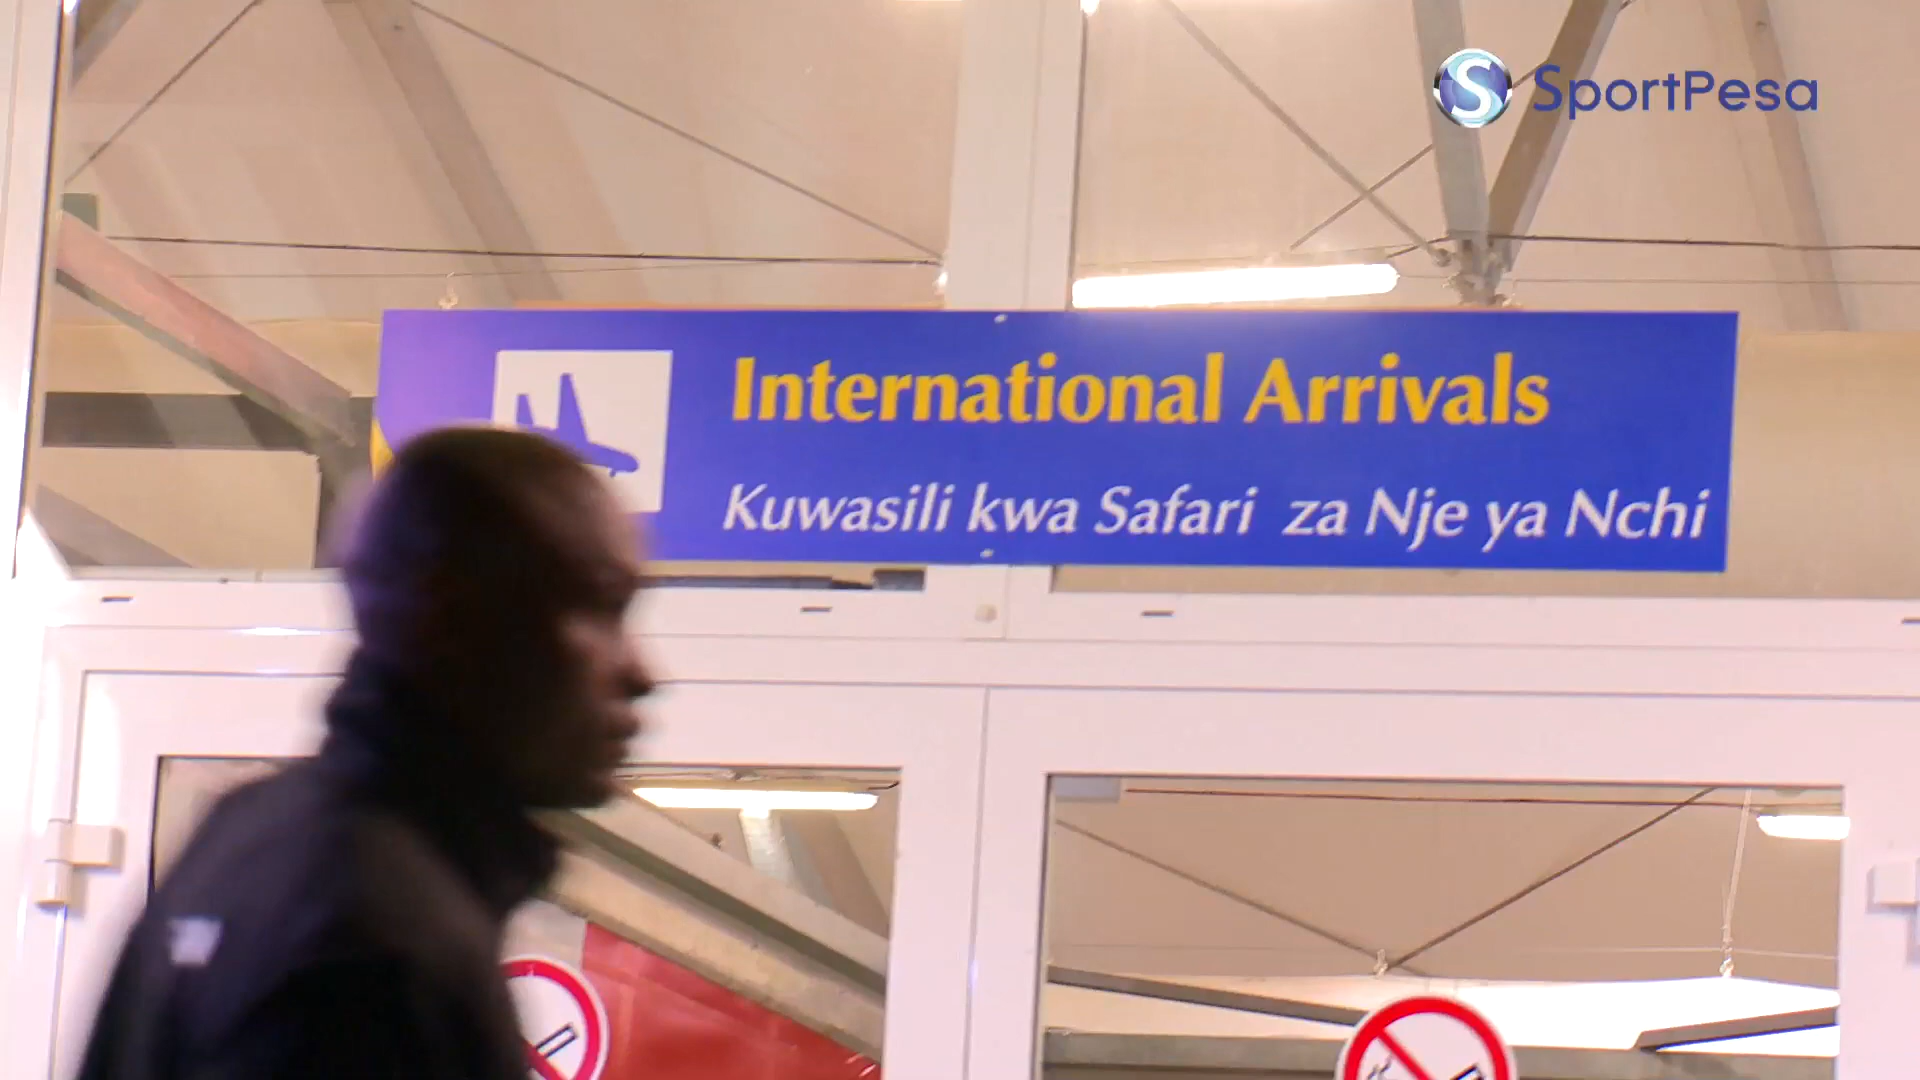 SportPesa
International Arrivals
Kuwasili kwa Safari za Nje ya Nchi